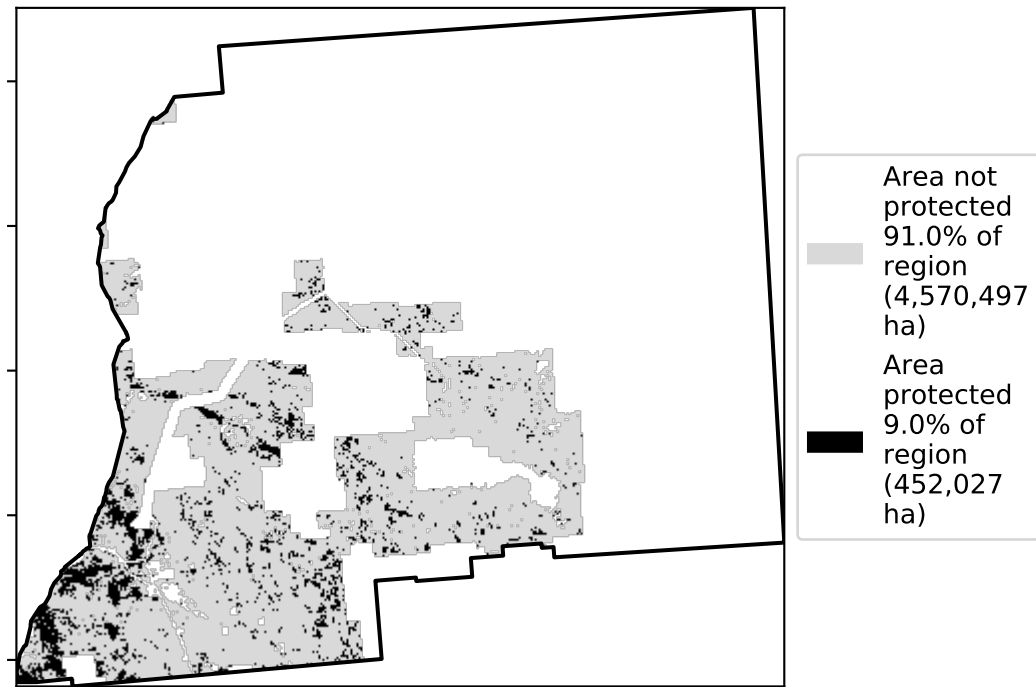 Area not
protected
91.0% of
region
(4,570,497
ha)
Area
protected
9.0% of
region
(452,027
ha)